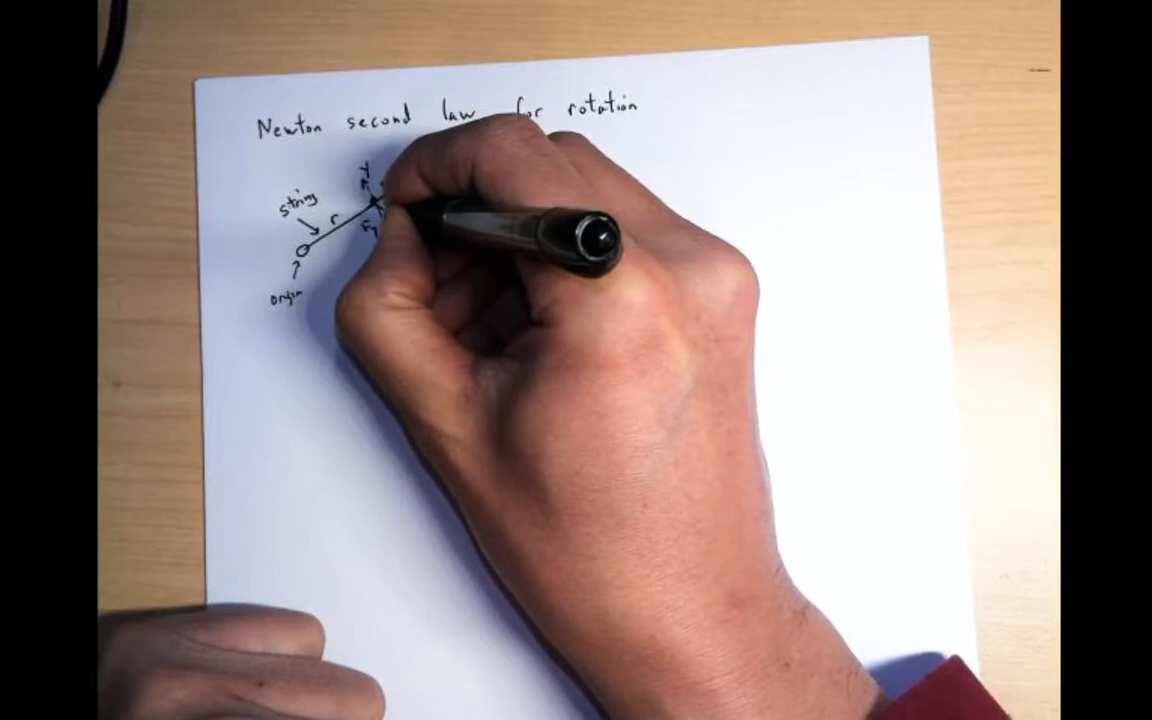 Newton second law for rotation
y
string
r
origin